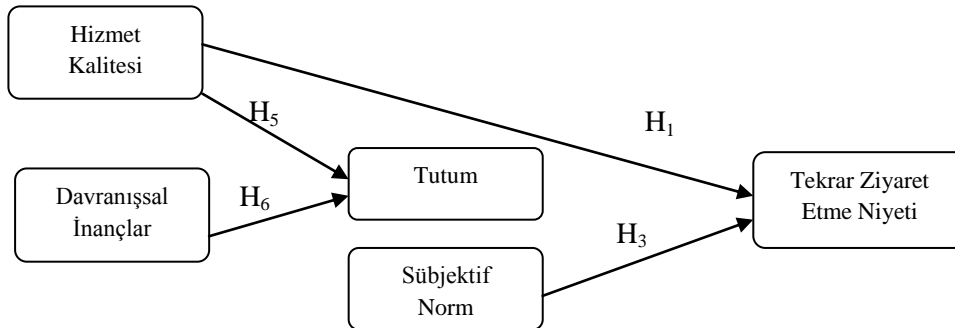 Hizmet
Kalitesi
H₅
H₁
Tutum
Davranışsal
İnançlar
H₆
Tekrar Ziyaret
Etme Niyeti
H₃
Sübjektif
Norm